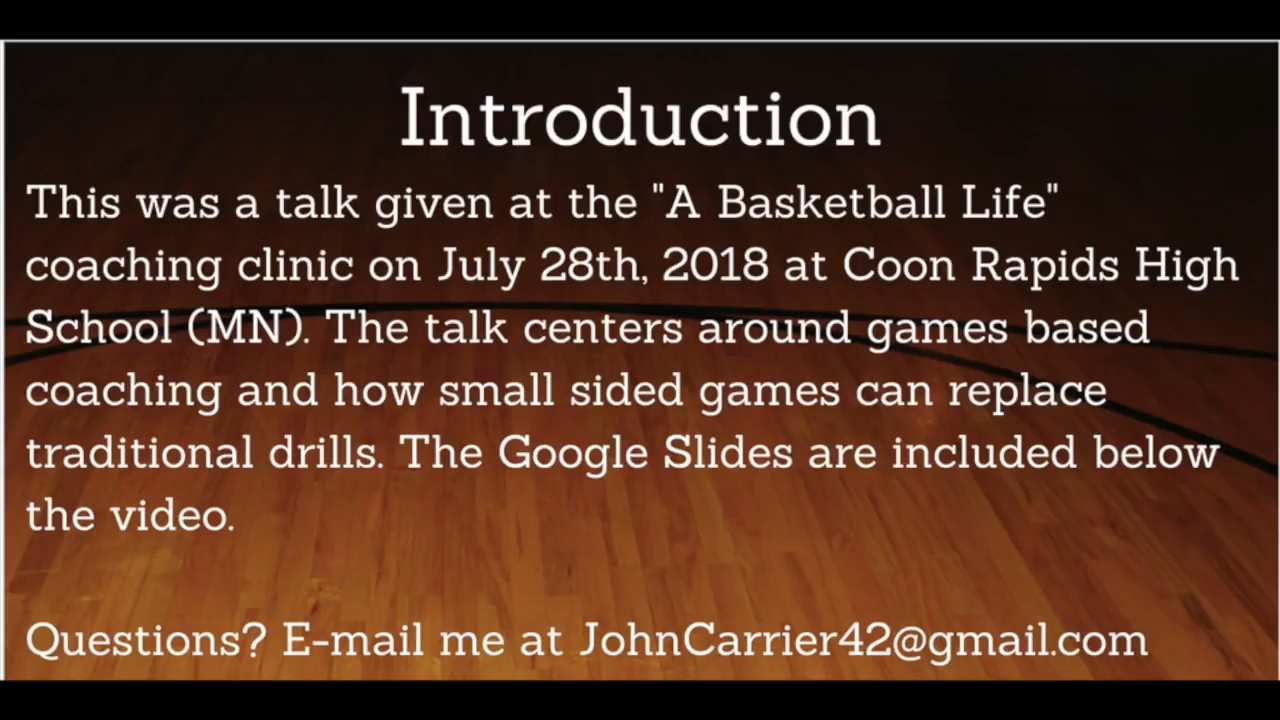 Introduction
This was a talk given at the "A Basketball Life"
coaching clinic on July 28th, 2018 at Coon Rapids High
School (MN). The talk centers around games based
coaching and how small sided games can replace
traditional drills. The Google Slides are included below
the video.
Questions? E-mail me at JohnCarrier42@gmail.com